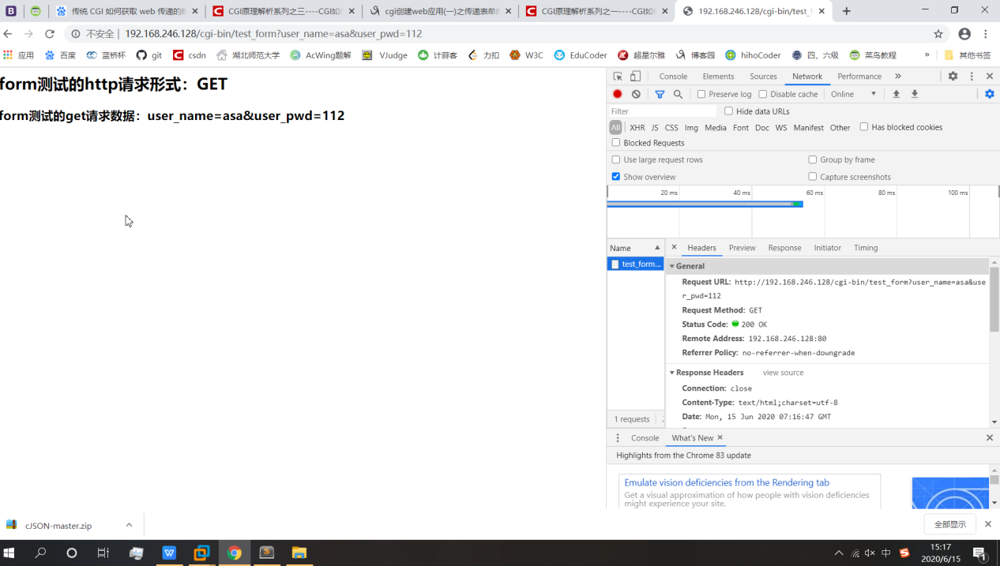 传统 CGI 如何获取 web 传递的
CGI原理解析系列之三----CGI如
cgi创建web应用(一)之传递表单
CGI原理解析系列之一----CGI如
192.168.246.128/cgi-bin/test_
不安全 | 192.168.246.128/cgi-bin/test_form?user_name=asa&user_pwd=112
应用 百度 蓝桥杯 git csdn 湖北师范大学 AcWing题解 VJudge 计蒜客 力扣 W3C EduCoder 超星尔雅 博客园 hihoCoder 四、六级 菜鸟教程 » 其他书签
form测试的http请求形式：GET
form测试的get请求数据：user_name=asa&user_pwd=112
Console Elements Sources Network Performance »
Preserve log Disable cache Online
Filter Hide data URLs
All XHR JS CSS Img Media Font Doc WS Manifest Other Has blocked cookies
Blocked Requests
Use large request rows Group by frame
Show overview Capture screenshots
20 ms 40 ms 60 ms 80 ms 100 ms
Name Headers Preview Response Initiator Timing
test_form...
General
Request URL: http://192.168.246.128/cgi-bin/test_form?user_name=asa&use
r_pwd=112
Request Method: GET
Status Code: 200 OK
Remote Address: 192.168.246.128:80
Referrer Policy: no-referrer-when-downgrade
Response Headers view source
Connection: close
Content-Type: text/html;charset=utf-8
Date: Mon, 15 Jun 2020 07:16:47 GMT
1 requests
Console What's New
Highlights from the Chrome 83 update
Emulate vision deficiencies from the Rendering tab
Get a visual approximation of how people with vision deficiencies
might experience your site.
cJSON-master.zip
全部显示
中
15:17
2020/6/15
1